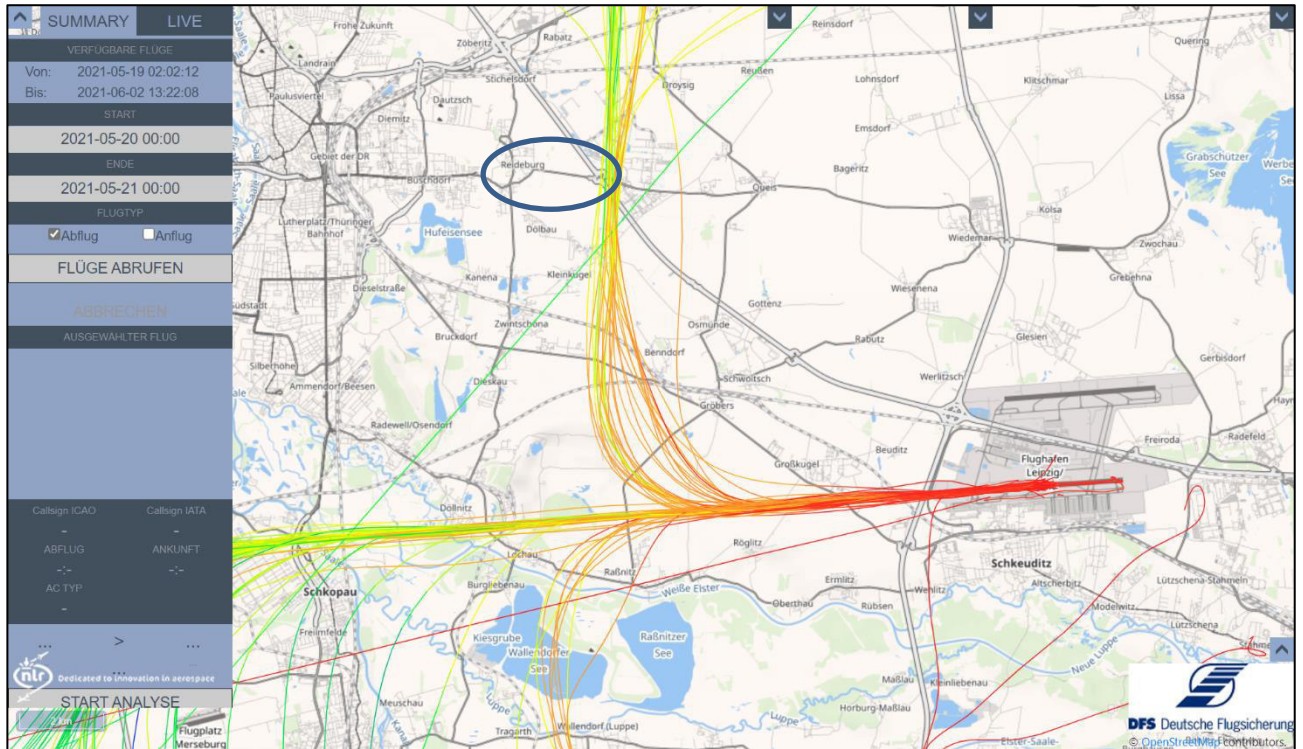 SUMMARY
LIVE
VERFÜGBARE FLÜGE
Von: 2021-05-19 02:02:12
Bis: 2021-06-02 13:22:08
START
2021-05-20 00:00
ENDE
2021-05-21 00:00
FLUGTYP
Abflug Anflug
FLÜGE ABRUFEN
ABBRECHEN
AUSGEWÄHLTER FLUG
Callsign ICAO Callsign IATA
- -
ABFLUG ANKUNFT
-:- -:-
AC TYP
-
... > ...
...
nlr Dedicated to innovation in aerospace
START ANALYSE
Flugplatz
Merseburg
Frohe Zukunft
Zöberitz
Rabatz
Reinsdorf
Quering
Landrain
Stichelsdorf
Reußen
Droysig
Lohnsdorf
Klitschmar
Lissa
Paulusviertel
Dautzsch
Diemitz
Emsdorf
Gebiet der DR
Reideburg
Büschdorf
Queis
Bageritz
Grabschützer
See
Werbe
Kölsa
Lutherplatz/Thüringer
Bahnhof
Hufeisensee
Dölbau
Wiedemar
Zwochau
Kanena
Kleinkugel
Grebehna
Dieselstraße
Wiesenena
Südstadt
Gottenz
Zwintschöna
Osmünde
Bruckdorf
Rabutz
Glesien
Benndorf
Gerbisdorf
Silberhöhe
Schwoitsch
Werlitzsch
Ammendorf/Beesen
Dieskau
Gröbers
Radewell/Osendorf
Beuditz
Freiroda
Radefeld
Großkugel
Flughafen
Leipzig/
Döllnitz
Röglitz
Lochau
Schkeuditz
Raßnitz
Ermlitz
Altscherbitz
Lützschena-Stahmeln
Schkopau
Burgliebenau
Weiße Elster
Oberthau
Rübsen
Wehlitz
Modelwitz
Lützschena
Freiimfelde
Kiesgrube
Wallendorfer
See
Raßnitzer
See
Neue Luppe
Maßlau
Kleinliebenau
Meuschau
Luppe
Horburg-Maßlau
Tragarth
Wallendorf (Luppe)
Luppe
DFS Deutsche Flugsicherung
© OpenStreetMap contributors.